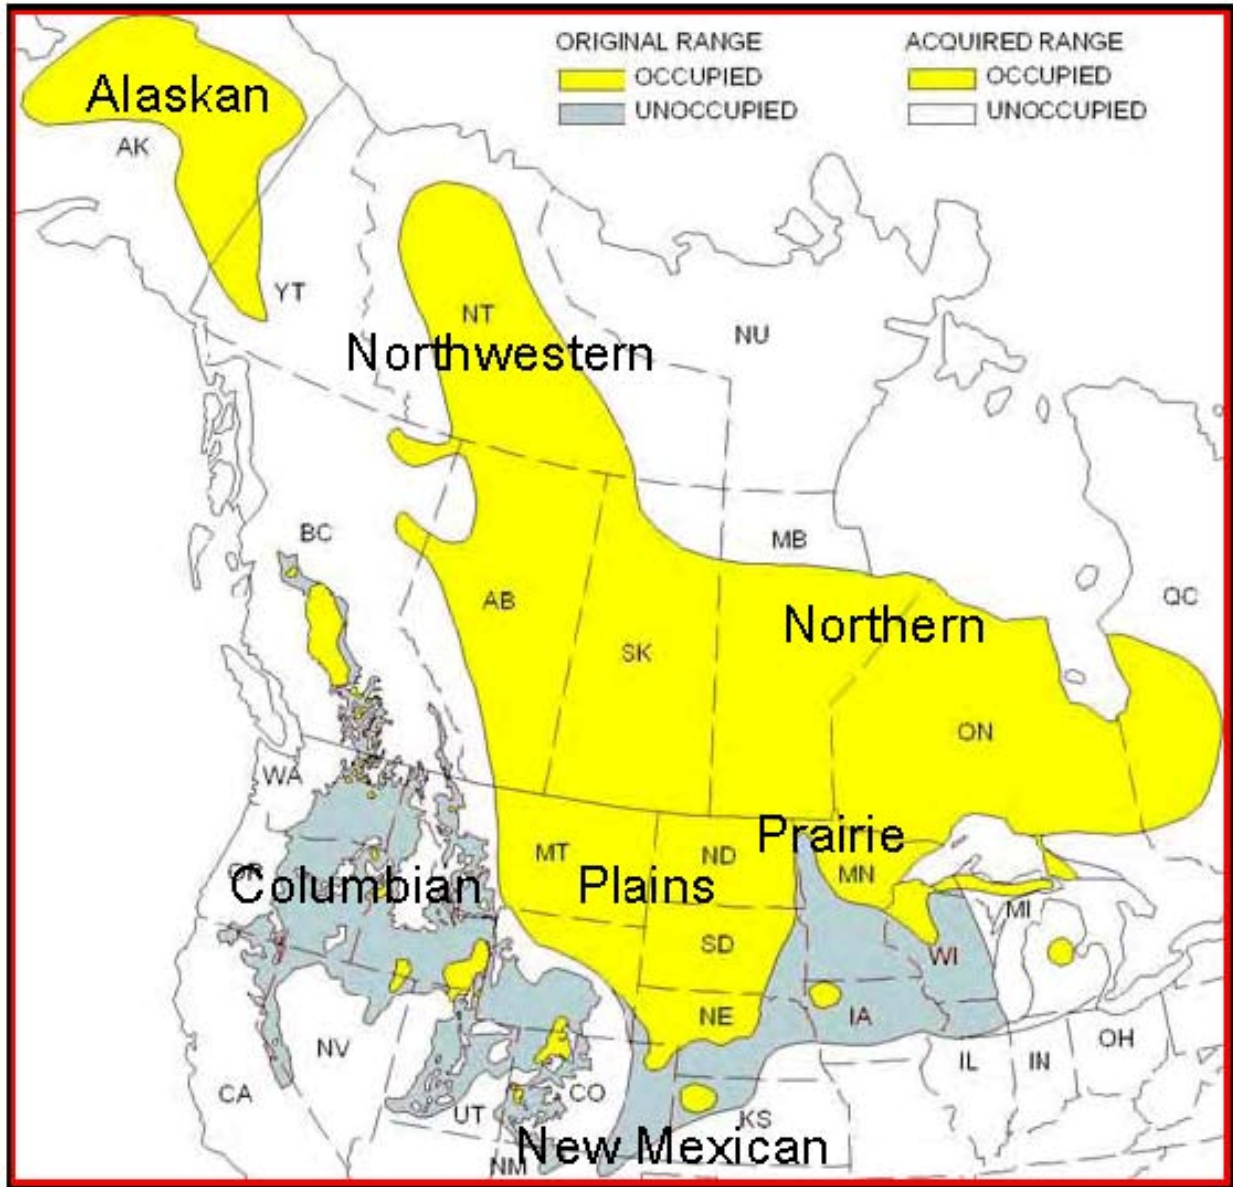 ORIGINAL RANGE
OCCUPIED
UNOCCUPIED
ACQUIRED RANGE
OCCUPIED
UNOCCUPIED
Alaskan
AK
YT
NT
Northwestern
NU
BC
MB
AB
QC
Northern
SK
ON
WA
Prairie
MT
ND
MN
OR
Columbian
Plains
MI
SD
WI
NE
IA
NV
OH
IL
IN
CA
UT
CO
KS
New Mexican
NM